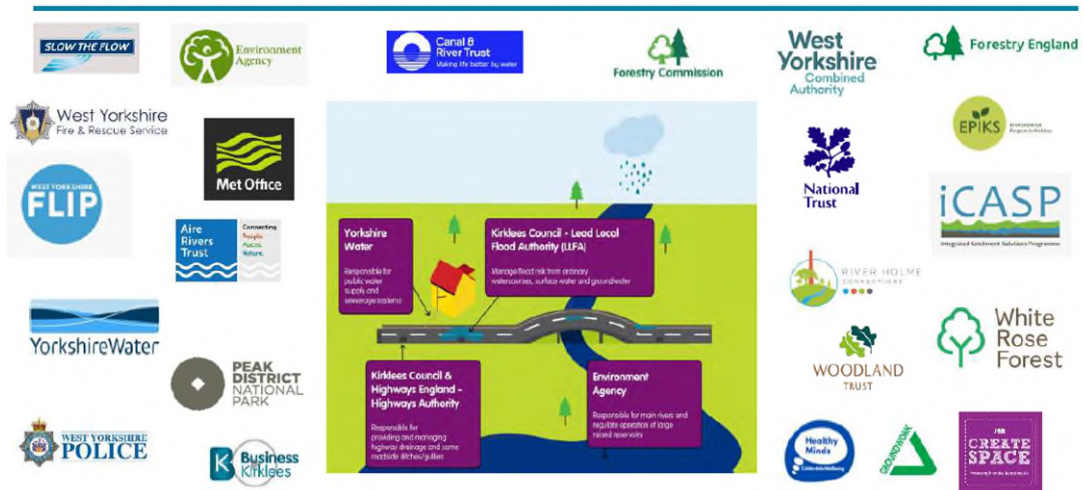 SLOW THE FLOW
Environment
Agency
Canal &
River Trust
Making life better by water
Forestry Commission
West
Yorkshire
Combined
Authority
Forestry England
West Yorkshire
Fire & Rescue Service
Met Office
EPIKS
National
Trust
WEST YORKSHIRE
FLIP
Aire
Rivers
Trust
Connecting
People
Places
Nature.
iCASP
Integrated Catchment Solutions Programme
Yorkshire
Water
Responsible for
public water
supply and
sewerage systems
Kirklees Council - Lead Local
Flood Authority (LLFA)
Manage flood risk from ordinary
watercourses, surface water and groundwater
RIVER HOLME
CONNECTIONS
YorkshireWater
White
Rose
Forest
WOODLAND
TRUST
PEAK
DISTRICT
NATIONAL
PARK
Kirklees Council &
Highways England -
Highways Authority
Responsible for
providing and managing
highway drainage and some
roadside ditches/gullies
Environment
Agency
Responsible for main rivers and
regulate operation of large
raised reservoirs
WEST YORKSHIRE
POLICE
Business
Kirklees
Healthy
Minds
GROUNDWORK
CREATE
SPACE